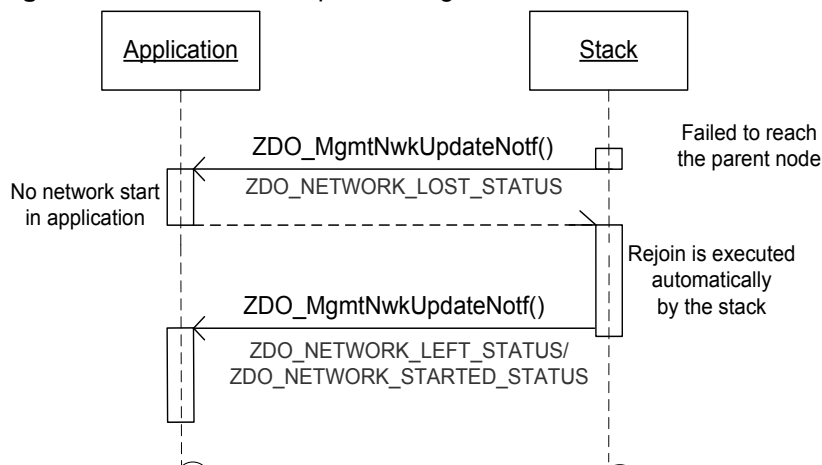 Application
Stack
ZDO_MgmtNwkUpdateNotf()
Failed to reach
the parent node
ZDO_NETWORK_LOST_STATUS
No network start
in application
Rejoin is executed
automatically
by the stack
ZDO_MgmtNwkUpdateNotf()
ZDO_NETWORK_LEFT_STATUS/
ZDO_NETWORK_STARTED_STATUS